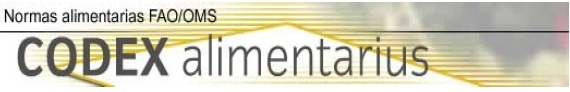 Normas alimentarias FAO/OMS
CODEX alimentarius